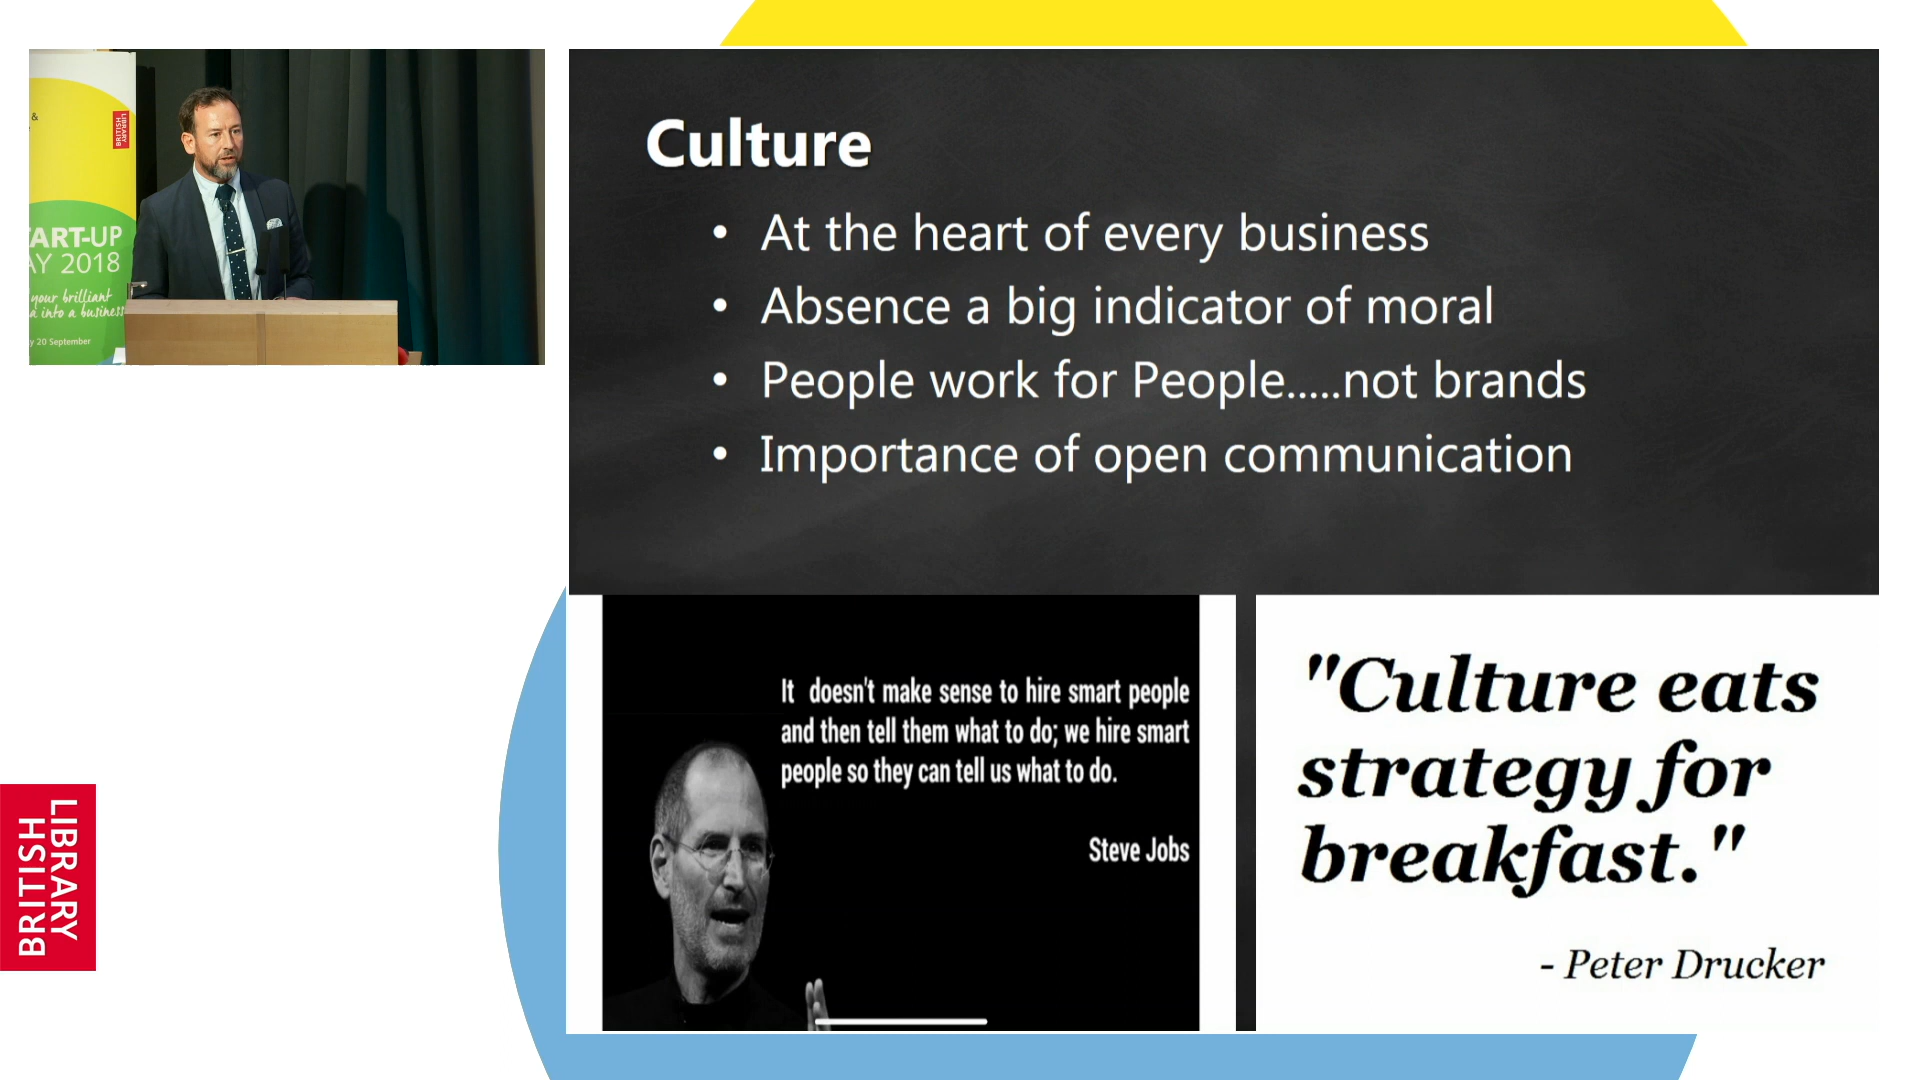 &
BRITISH
LIBRARY
TART-UP
AY 2018
your brilliant
a into a business
y 20 September
Culture
• At the heart of every business
• Absence a big indicator of moral
• People work for People.....not brands
• Importance of open communication
It doesn't make sense to hire smart people
and then tell them what to do; we hire smart
people so they can tell us what to do.
Steve Jobs
"Culture eats
strategy for
breakfast."
- Peter Drucker
BRITISH
LIBRARY